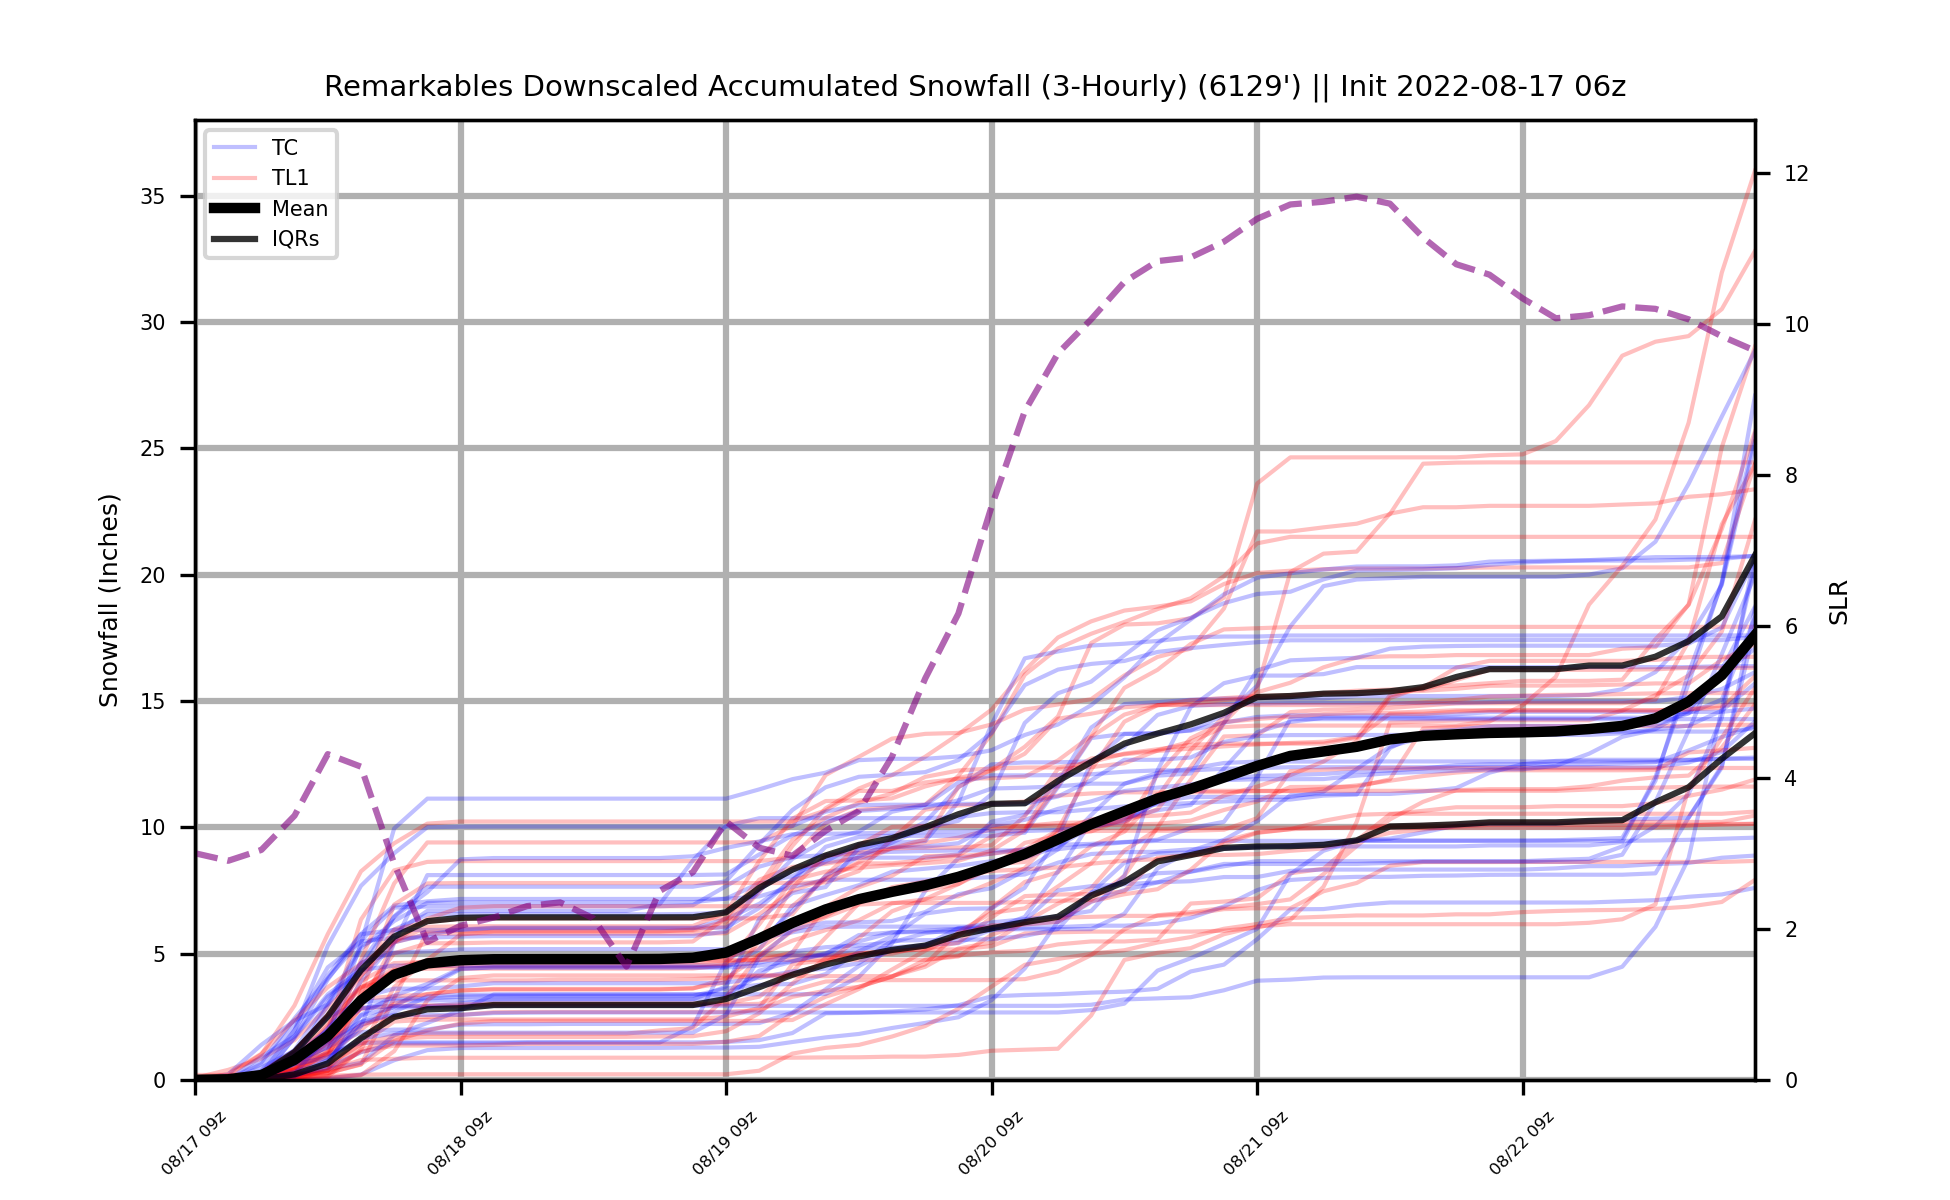 Remarkables Downscaled Accumulated Snowfall (3-Hourly) (6129') || Init 2022-08-17 06z
TC
TL1
Mean
IQRs
35
30
25
20
15
10
5
0
Snowfall (Inches)
12
10
8
6
4
2
0
SLR
08/17 09z
08/18 09z
08/19 09z
08/20 09z
08/21 09z
08/22 09z